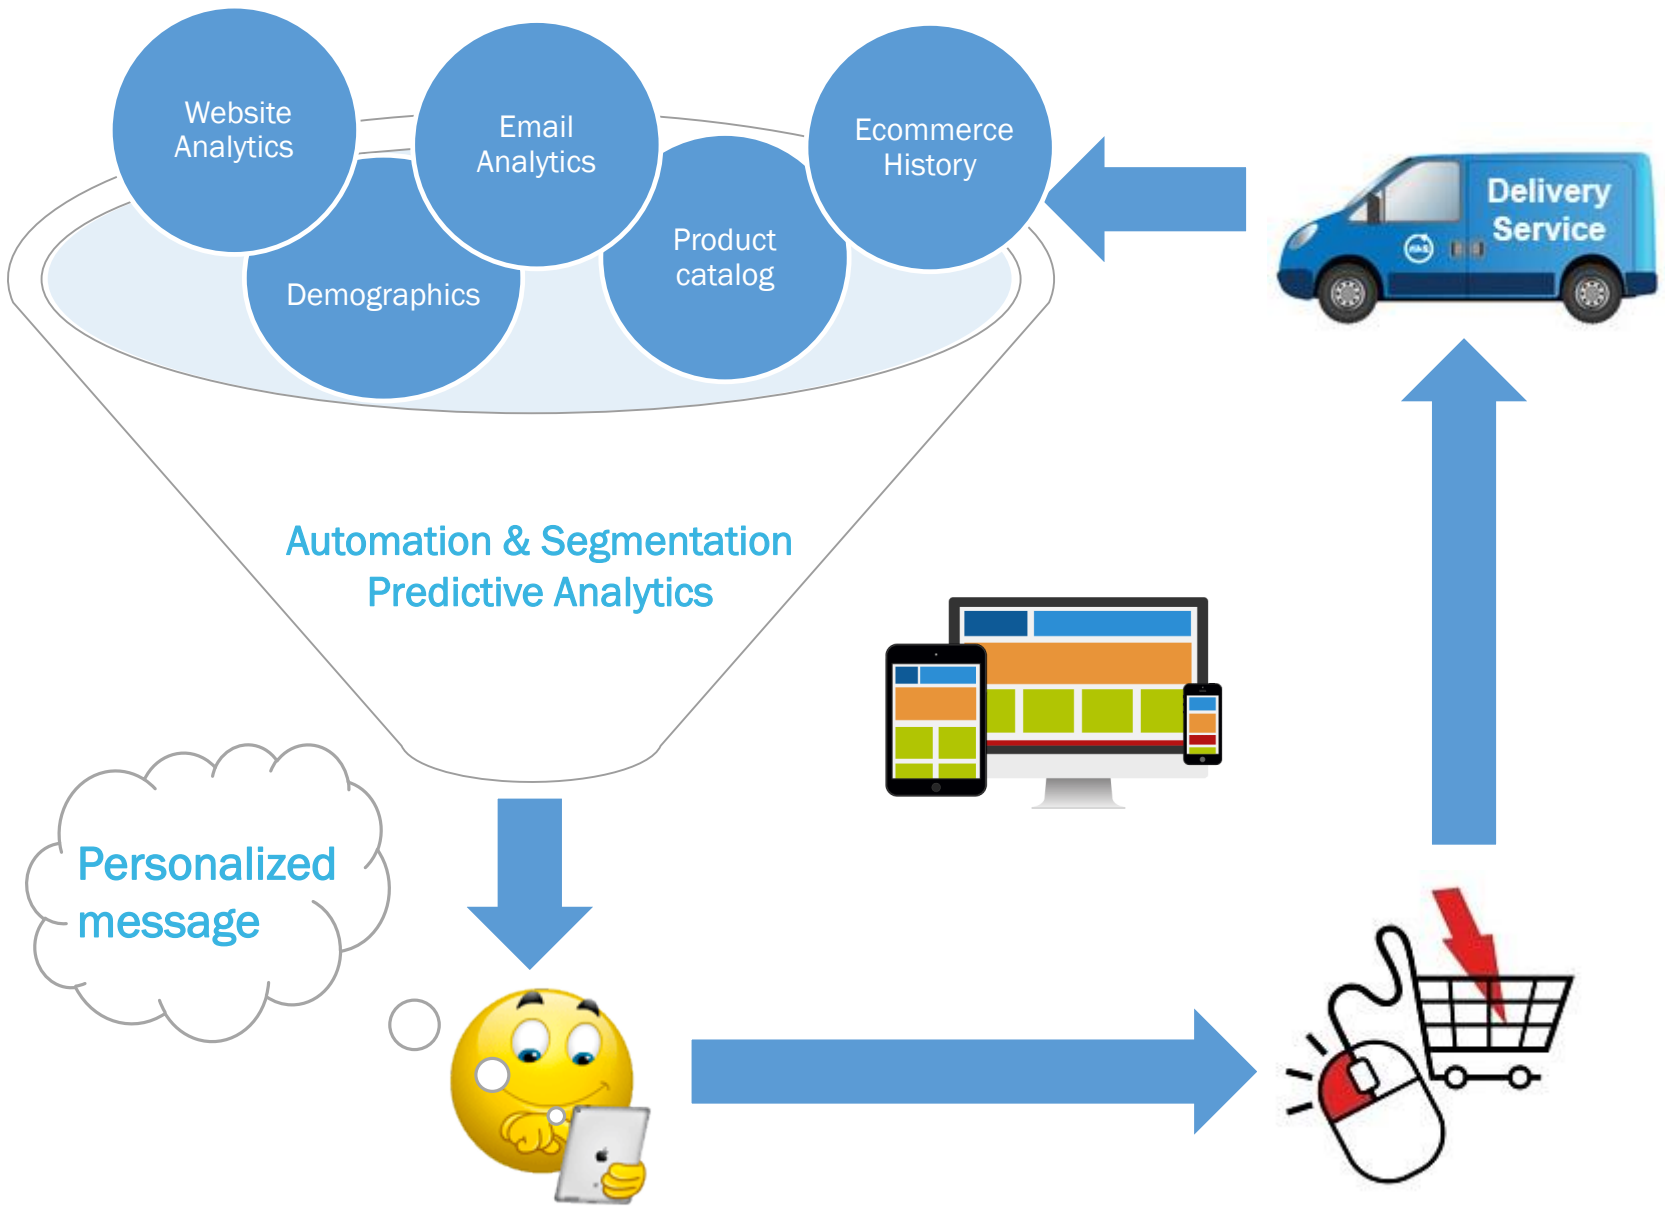 Website
Analytics
Email
Analytics
Ecommerce
History
Demographics
Product
catalog
Delivery
Service
Automation & Segmentation
Predictive Analytics
Personalized
message